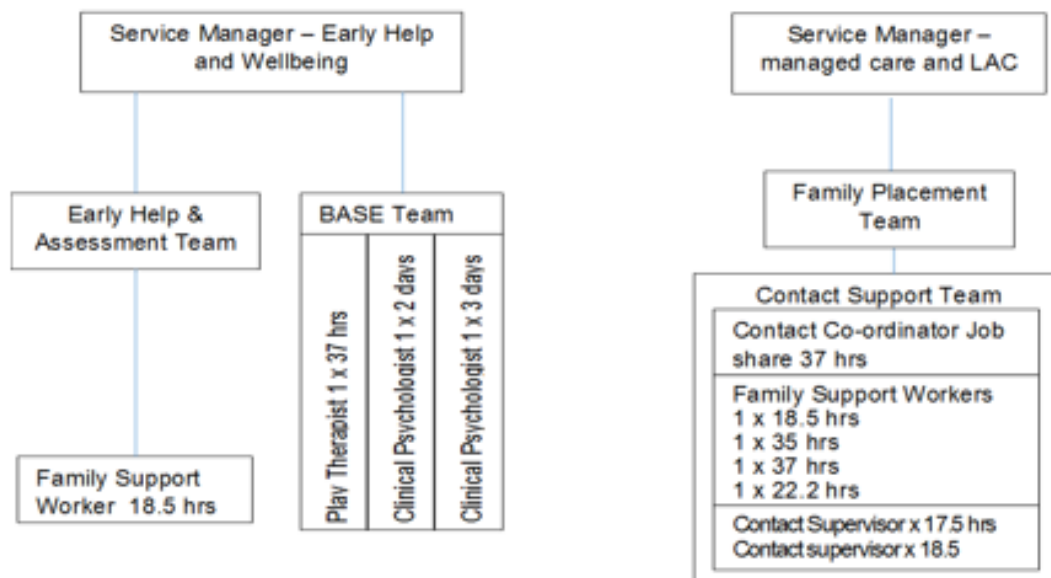 Service Manager – Early Help
and Wellbeing
Early Help &
Assessment Team
Family Support
Worker 18.5 hrs
BASE Team
Play Therapist 1 x 37 hrs
Clinical Psychologist 1 x 2 days
Clinical Psychologist 1 x 3 days
Service Manager –
managed care and LAC
Family Placement
Team
Contact Support Team
Contact Co-ordinator Job
share 37 hrs
Family Support Workers
1 x 18.5 hrs
1 x 35 hrs
1 x 37 hrs
1 x 22.2 hrs
Contact Supervisor x 17.5 hrs
Contact supervisor x 18.5